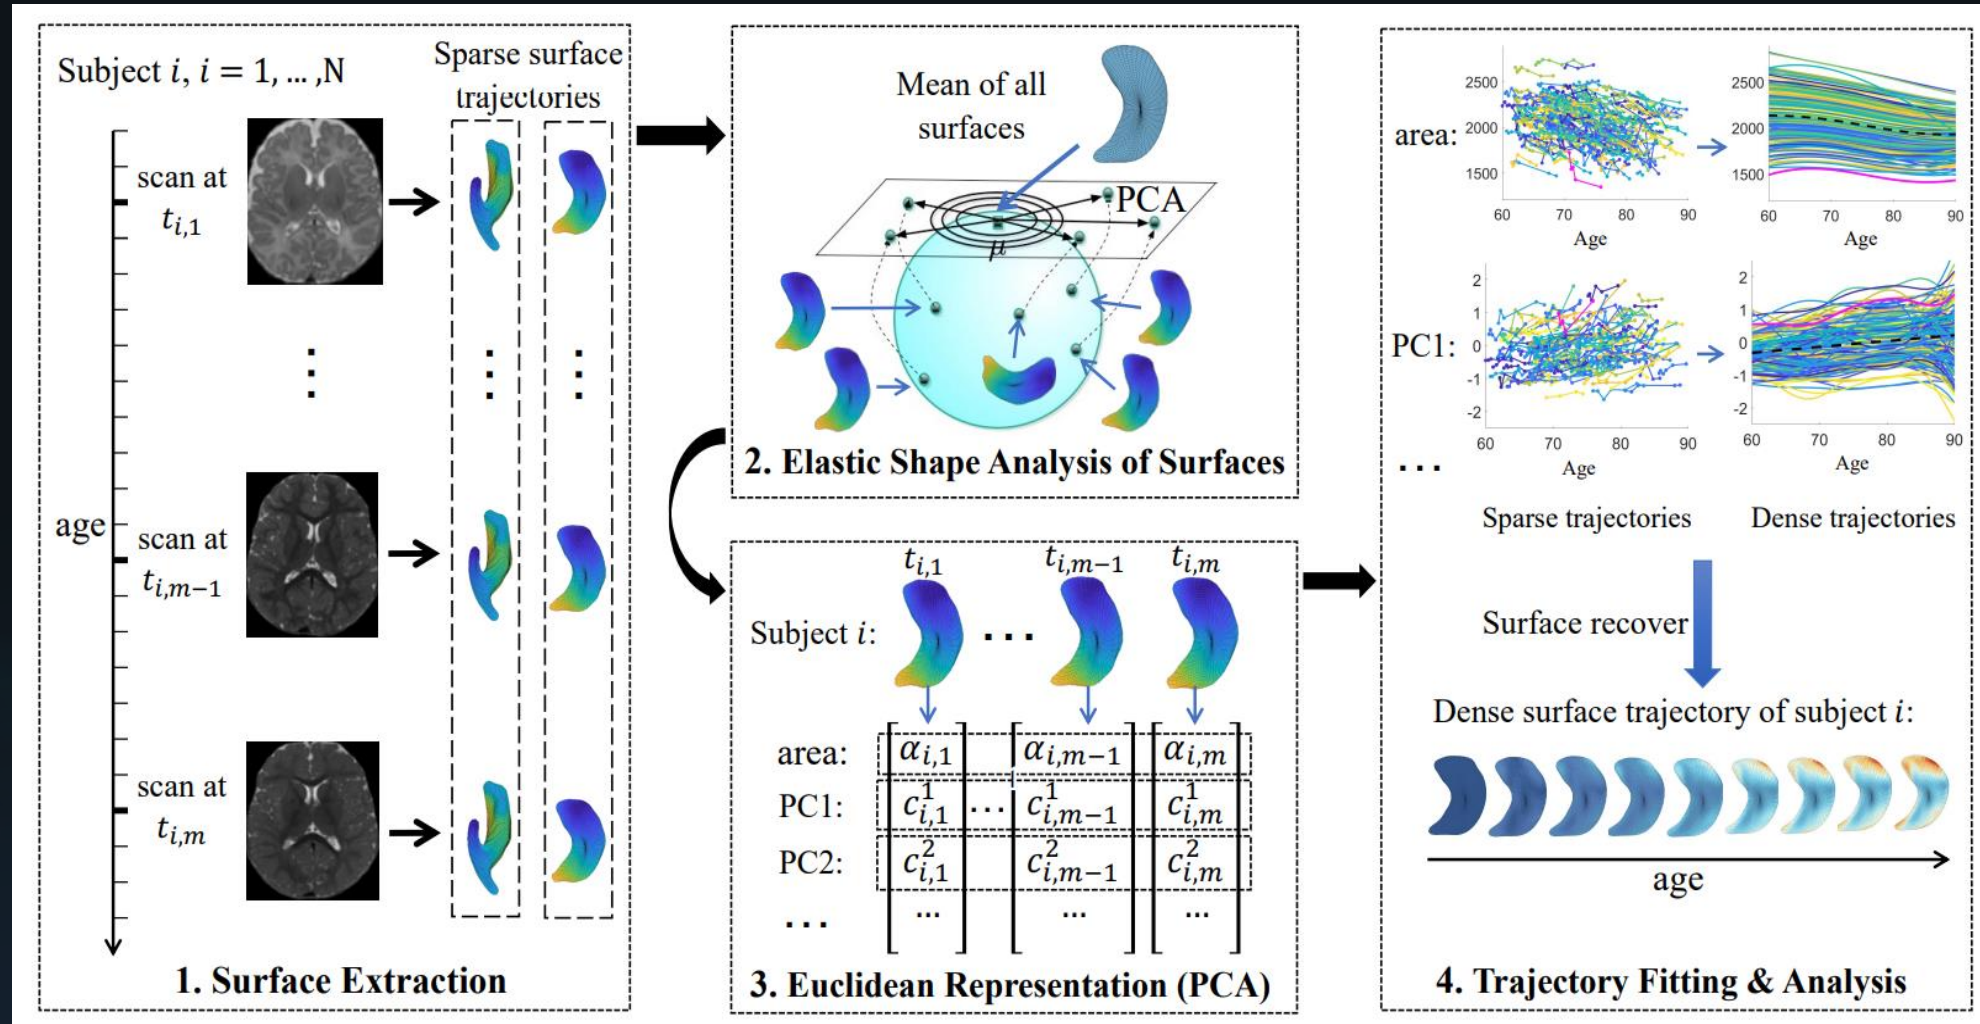 Subject i, i = 1, ... ,N
Sparse surface
trajectories
scan at
t_{i,1}
age
scan at
t_{i,m−1}
scan at
t_{i,m}
1. Surface Extraction
Mean of all
surfaces
PCA
μ
2. Elastic Shape Analysis of Surfaces
t_{i,1} t_{i,m−1} t_{i,m}
Subject i: ...
area: α_{i,1} α_{i,m−1} α_{i,m}
PC1: c^1_{i,1} ... c^1_{i,m−1} c^1_{i,m}
PC2: c^2_{i,1} c^2_{i,m−1} c^2_{i,m}
... ... ... ...
3. Euclidean Representation (PCA)
area:
2500
2000
1500
60 70 80 90
Age
2500
2000
1500
60 70 80 90
Age
PC1:
2
1
0
-1
-2
60 70 80 90
Age
2
1
0
-1
-2
60 70 80 90
Age
...
Sparse trajectories
Dense trajectories
Surface recover
Dense surface trajectory of subject i:
age
4. Trajectory Fitting & Analysis